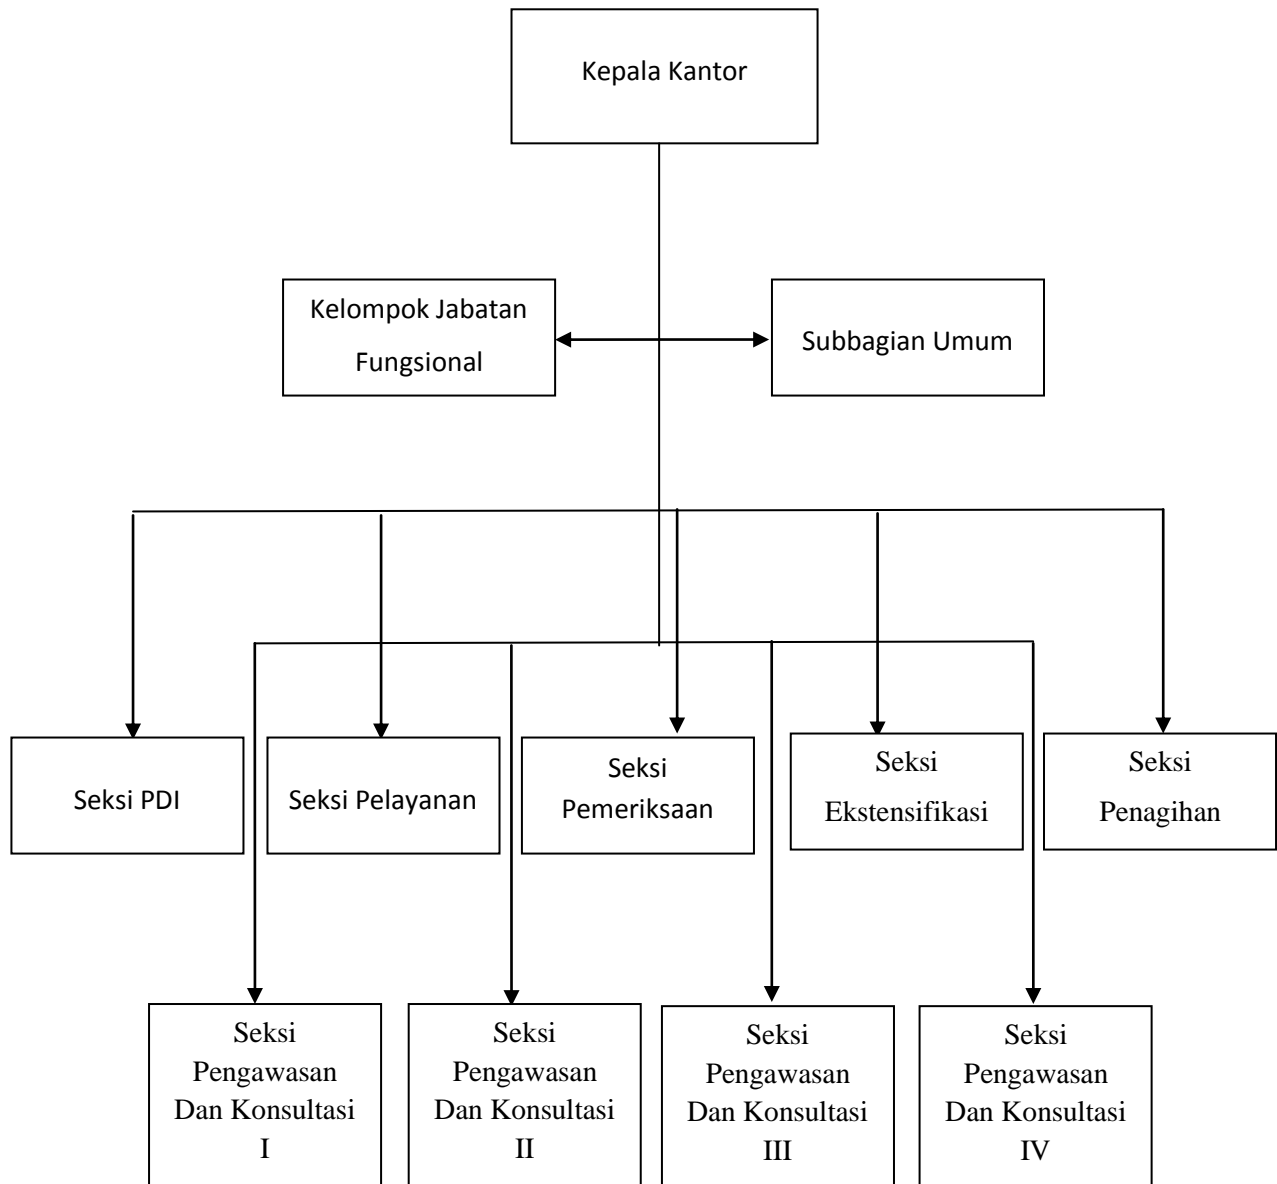 Kepala Kantor
Kelompok Jabatan
Fungsional
Subbagian Umum
Seksi PDI
Seksi Pelayanan
Seksi
Pemeriksaan
Seksi
Ekstensifikasi
Seksi
Penagihan
Seksi
Pengawasan
Dan Konsultasi
I
Seksi
Pengawasan
Dan Konsultasi
II
Seksi
Pengawasan
Dan Konsultasi
III
Seksi
Pengawasan
Dan Konsultasi
IV